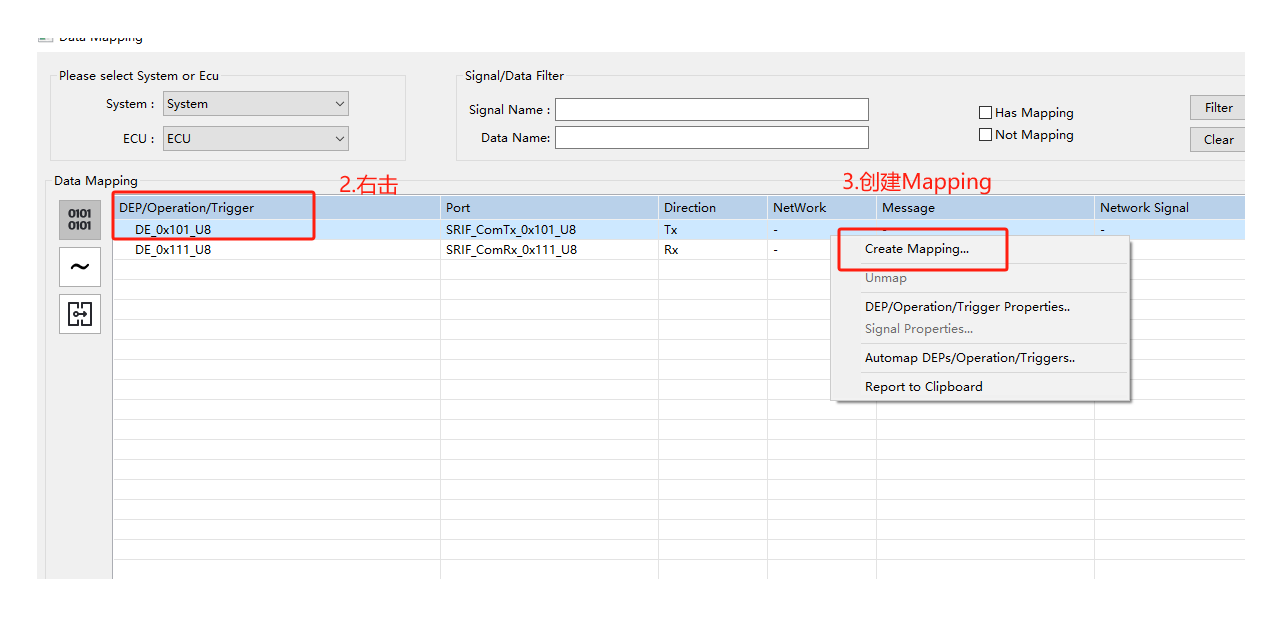 Data Mapping
Please select System or Ecu
System : System
ECU : ECU
Signal/Data Filter
Signal Name :
Data Name:
Has Mapping
Not Mapping
Filter
Clear
Data Mapping
2.右击
3.创建Mapping
0101
0101
DEP/Operation/Trigger Port Direction NetWork Message Network Signal
DE_0x101_U8 SRIF_ComTx_0x101_U8 Tx - - -
DE_0x111_U8 SRIF_ComRx_0x111_U8 Rx -
Create Mapping...
Unmap
DEP/Operation/Trigger Properties..
Signal Properties...
Automap DEPs/Operation/Triggers..
Report to Clipboard